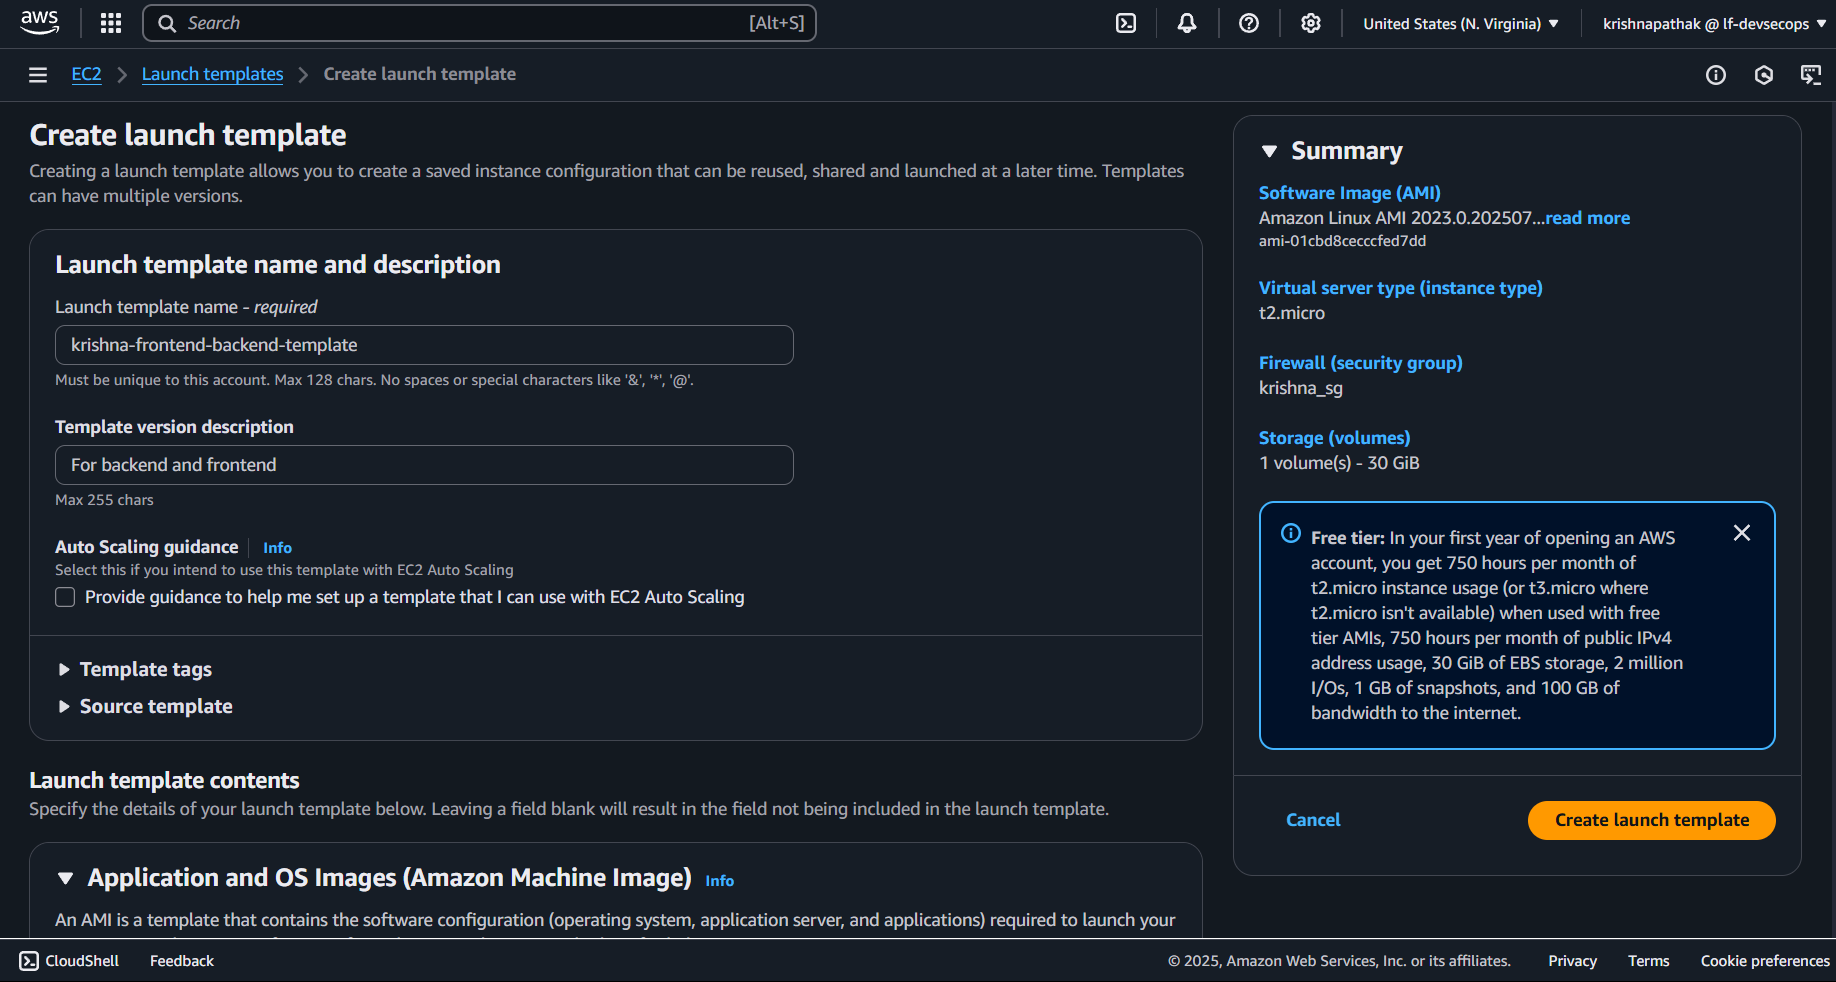 aws
Search
[Alt+S]
United States (N. Virginia)
krishnapathak @ lf-devsecops
EC2
Launch templates
Create launch template
Create launch template
Creating a launch template allows you to create a saved instance configuration that can be reused, shared and launched at a later time. Templates
can have multiple versions.
Launch template name and description
Launch template name - required
krishna-frontend-backend-template
Must be unique to this account. Max 128 chars. No spaces or special characters like '&', '*', '@'.
Template version description
For backend and frontend
Max 255 chars
Auto Scaling guidance
Info
Select this if you intend to use this template with EC2 Auto Scaling
Provide guidance to help me set up a template that I can use with EC2 Auto Scaling
Template tags
Source template
Launch template contents
Specify the details of your launch template below. Leaving a field blank will result in the field not being included in the launch template.
Application and OS Images (Amazon Machine Image)
Info
An AMI is a template that contains the software configuration (operating system, application server, and applications) required to launch your
Summary
Software Image (AMI)
Amazon Linux AMI 2023.0.202507...read more
ami-01cbd8cecccfed7dd
Virtual server type (instance type)
t2.micro
Firewall (security group)
krishna_sg
Storage (volumes)
1 volume(s) - 30 GiB
Free tier: In your first year of opening an AWS
account, you get 750 hours per month of
t2.micro instance usage (or t3.micro where
t2.micro isn't available) when used with free
tier AMIs, 750 hours per month of public IPv4
address usage, 30 GiB of EBS storage, 2 million
I/Os, 1 GB of snapshots, and 100 GB of
bandwidth to the internet.
Cancel
Create launch template
CloudShell
Feedback
© 2025, Amazon Web Services, Inc. or its affiliates.
Privacy
Terms
Cookie preferences